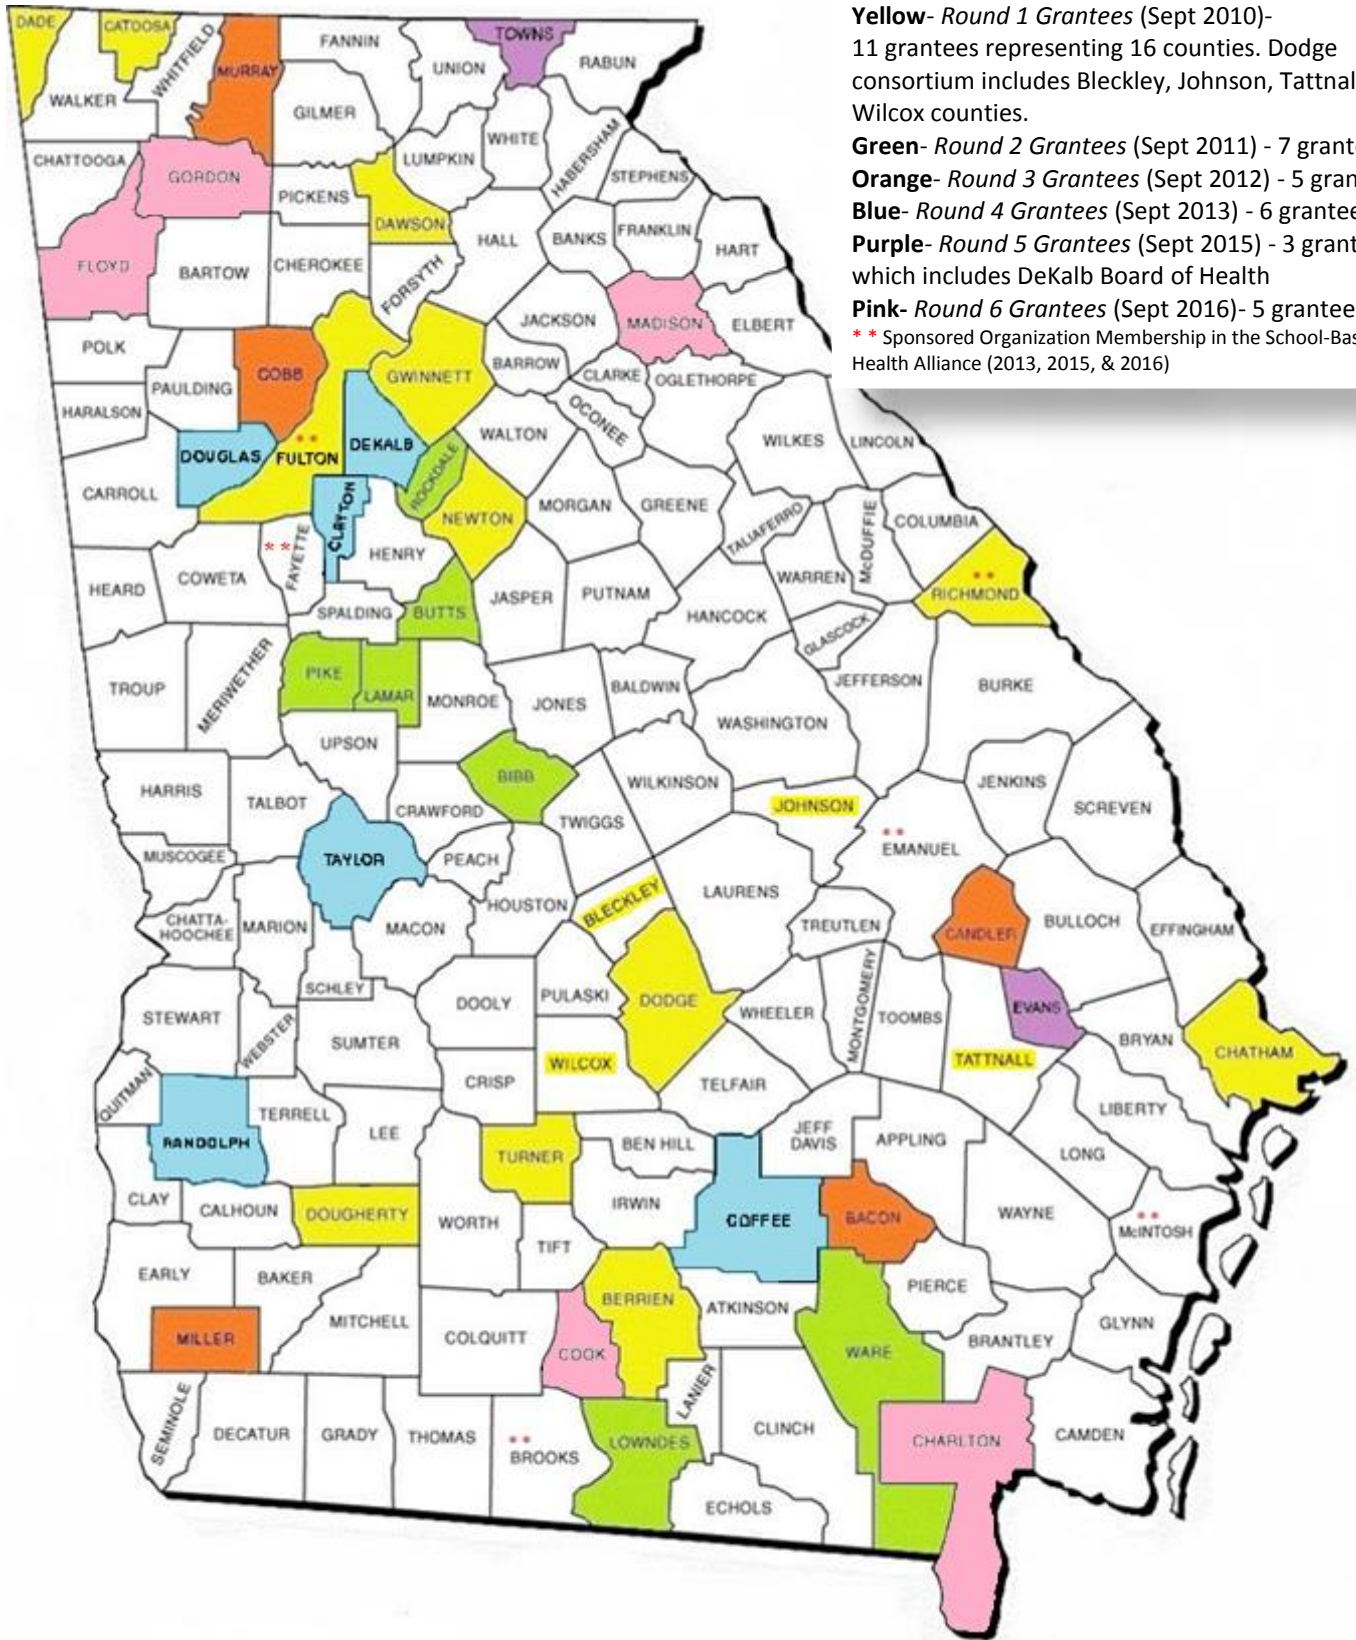 Yellow- Round 1 Grantees (Sept 2010)-
11 grantees representing 16 counties. Dodge
consortium includes Bleckley, Johnson, Tattnal
Wilcox counties.
Green- Round 2 Grantees (Sept 2011) - 7 grant
Orange- Round 3 Grantees (Sept 2012) - 5 gran
Blue- Round 4 Grantees (Sept 2013) - 6 grantee
Purple- Round 5 Grantees (Sept 2015) - 3 grant
which includes DeKalb Board of Health
Pink- Round 6 Grantees (Sept 2016)- 5 grantee
* * Sponsored Organization Membership in the School-Bas
Health Alliance (2013, 2015, & 2016)
DADE
CATOOSA
WHITFIELD
MURRAY
FANNIN
UNION
TOWNS
RABUN
WALKER
GILMER
WHITE
HABERSHAM
LUMPKIN
STEPHENS
CHATTOOGA
GORDON
PICKENS
DAWSON
HALL
BANKS
FRANKLIN
HART
FLOYD
BARTOW
CHEROKEE
FORSYTH
JACKSON
MADISON
ELBERT
POLK
PAULDING
COBB
GWINNETT
BARROW
CLARKE
OGLETHORPE
HARALSON
OCONEE
DOUGLAS
* *
FULTON
DEKALB
ROCKDALE
WALTON
WILKES
LINCOLN
CARROLL
CLAYTON
NEWTON
MORGAN
GREENE
TALIAFERRO
McDUFFIE
COLUMBIA
HEARD
COWETA
* *
FAYETTE
HENRY
BUTTS
JASPER
PUTNAM
HANCOCK
WARREN
* *
RICHMOND
SPALDING
GLASCOCK
TROUP
MERIWETHER
PIKE
LAMAR
MONROE
JONES
BALDWIN
WASHINGTON
JEFFERSON
BURKE
UPSON
BIBB
WILKINSON
JENKINS
SCREVEN
HARRIS
TALBOT
CRAWFORD
TWIGGS
JOHNSON
* *
EMANUEL
MUSCOGEE
TAYLOR
PEACH
HOUSTON
BLECKLEY
LAURENS
TREUTLEN
CANDLER
BULLOCH
EFFINGHAM
CHATTA-
HOOCHEE
MARION
MACON
SCHLEY
DOOLY
PULASKI
DODGE
WHEELER
MONTGOMERY
TOOMBS
EVANS
BRYAN
CHATHAM
STEWART
WEBSTER
SUMTER
CRISP
WILCOX
TELFAIR
TATTNALL
LIBERTY
QUITMAN
RANDOLPH
TERRELL
LEE
TURNER
BEN HILL
JEFF
DAVIS
APPLING
LONG
CLAY
CALHOUN
DOUGHERTY
WORTH
TIFT
IRWIN
COFFEE
BACON
WAYNE
* *
McINTOSH
EARLY
BAKER
MITCHELL
COLQUITT
COOK
BERRIEN
ATKINSON
PIERCE
BRANTLEY
GLYNN
MILLER
WARE
SEMINOLE
DECATUR
GRADY
THOMAS
* *
BROOKS
LOWNDES
LANIER
CLINCH
CHARLTON
CAMDEN
ECHOLS